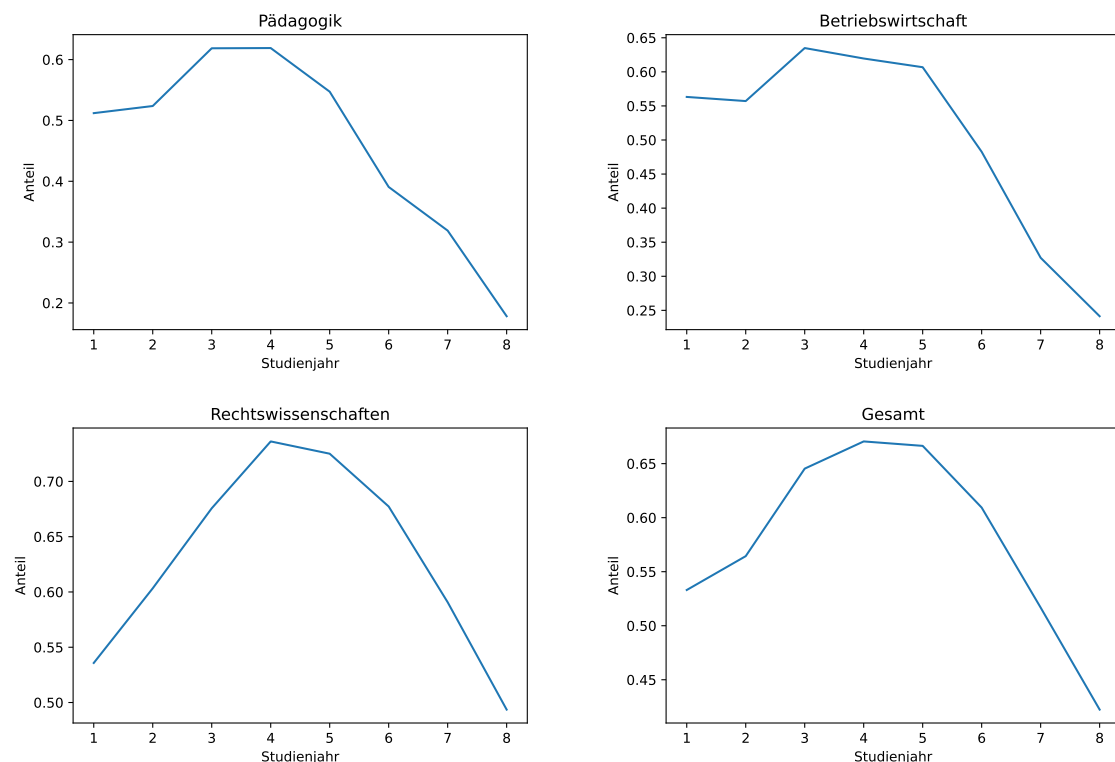 Pädagogik
0.6
0.5
0.4
0.3
0.2
Anteil
1 2 3 4 5 6 7 8
Studienjahr
Betriebswirtschaft
0.65
0.60
0.55
0.50
0.45
0.40
0.35
0.30
0.25
Anteil
1 2 3 4 5 6 7 8
Studienjahr
Rechtswissenschaften
0.70
0.65
0.60
0.55
0.50
Anteil
1 2 3 4 5 6 7 8
Studienjahr
Gesamt
0.65
0.60
0.55
0.50
0.45
Anteil
1 2 3 4 5 6 7 8
Studienjahr